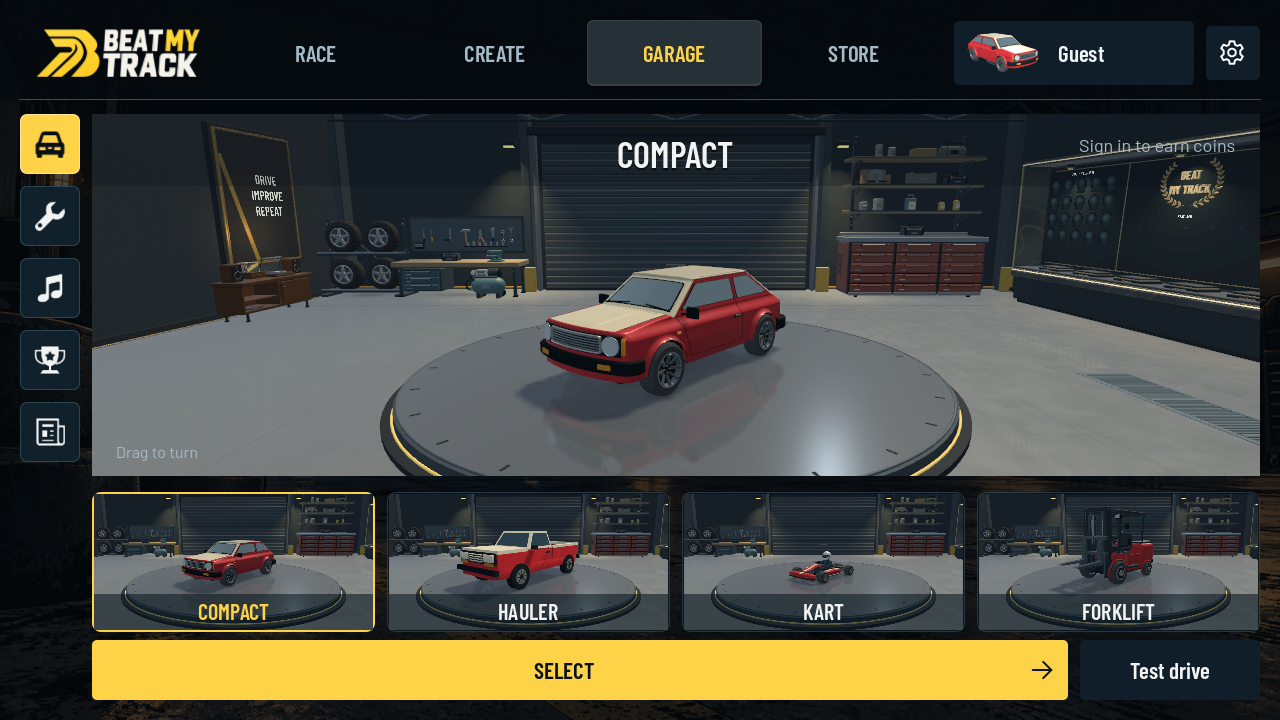 BEAT MY
TRACK
RACE
CREATE
GARAGE
STORE
Guest
COMPACT
Sign in to earn coins
DRIVE
IMPROVE
REPEAT
BEAT
MY TRACK
Drag to turn
COMPACT
HAULER
KART
FORKLIFT
SELECT
Test drive